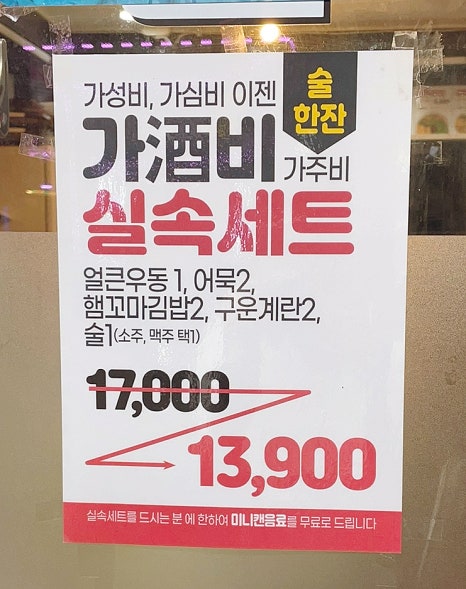 가성비, 가심비 이젠
술
한잔
가酒비 가주비
실속세트
얼큰우동 1, 어묵2,
햄꼬마김밥2, 구운계란2,
술1(소주, 맥주 택1)
17,000
13,900
실속세트를 드시는 분에 한하여 미니캔음료를 무료로 드립니다